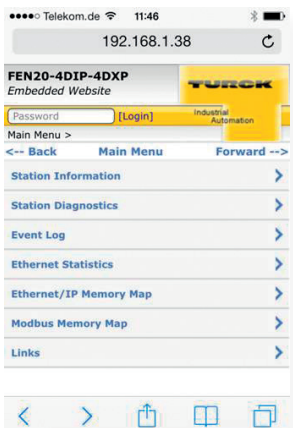 Telekom.de 11:46
192.168.1.38
FEN20-4DIP-4DXP
Embedded Website
TURCK
Password [Login]
Industrial
Automation
Main Menu >
<-- Back Main Menu Forward -->
Station Information
Station Diagnostics
Event Log
Ethernet Statistics
Ethernet/IP Memory Map
Modbus Memory Map
Links